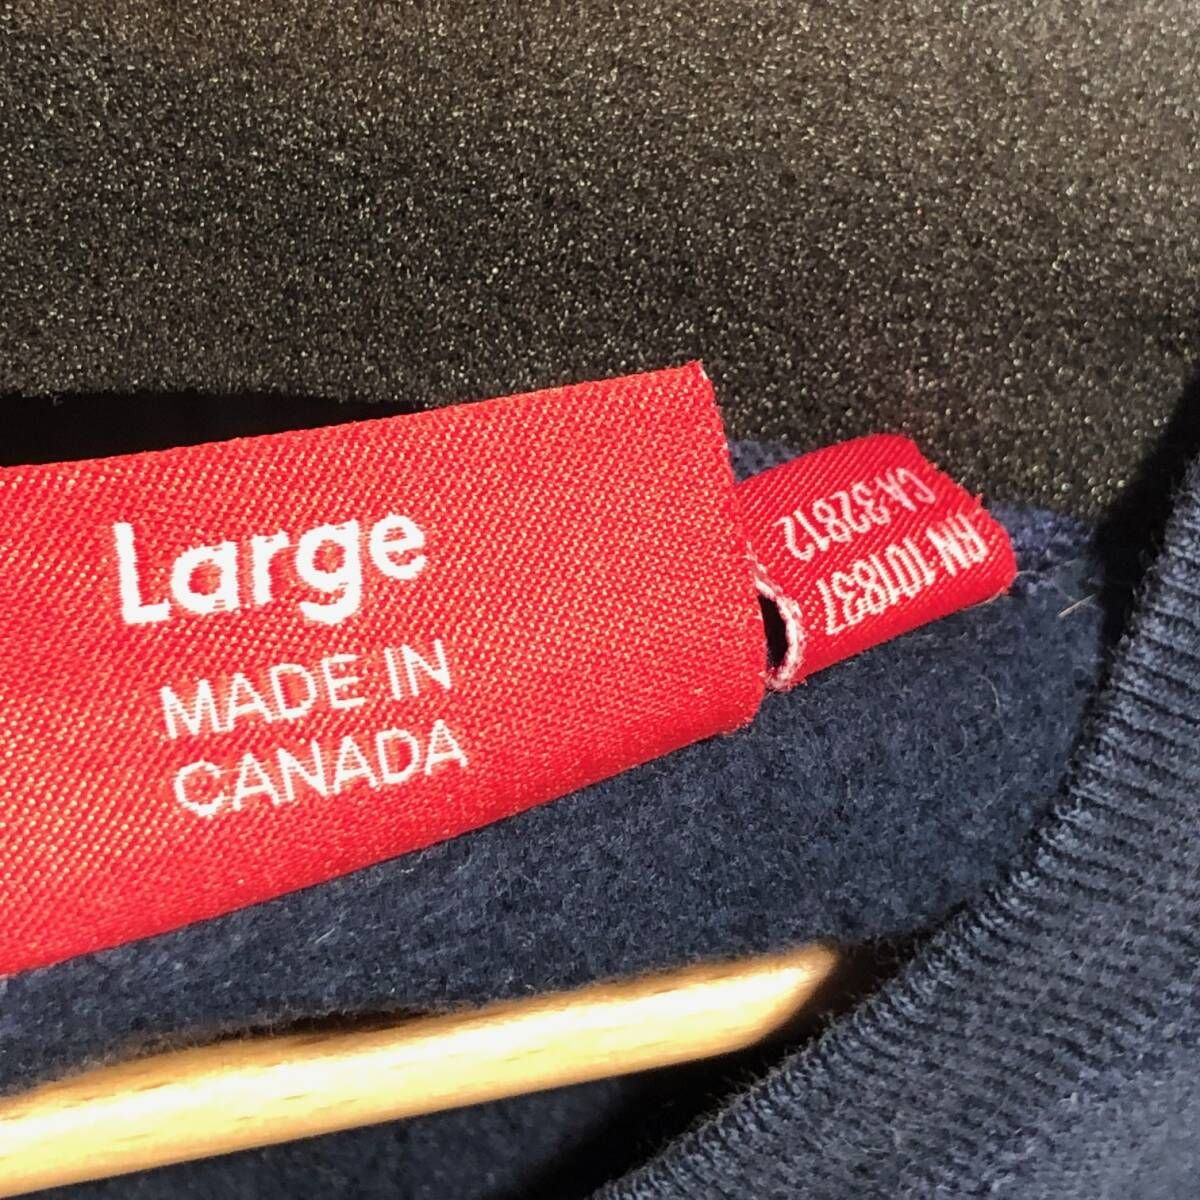 Large
MADE IN
CANADA
RN 101837
CA 32812